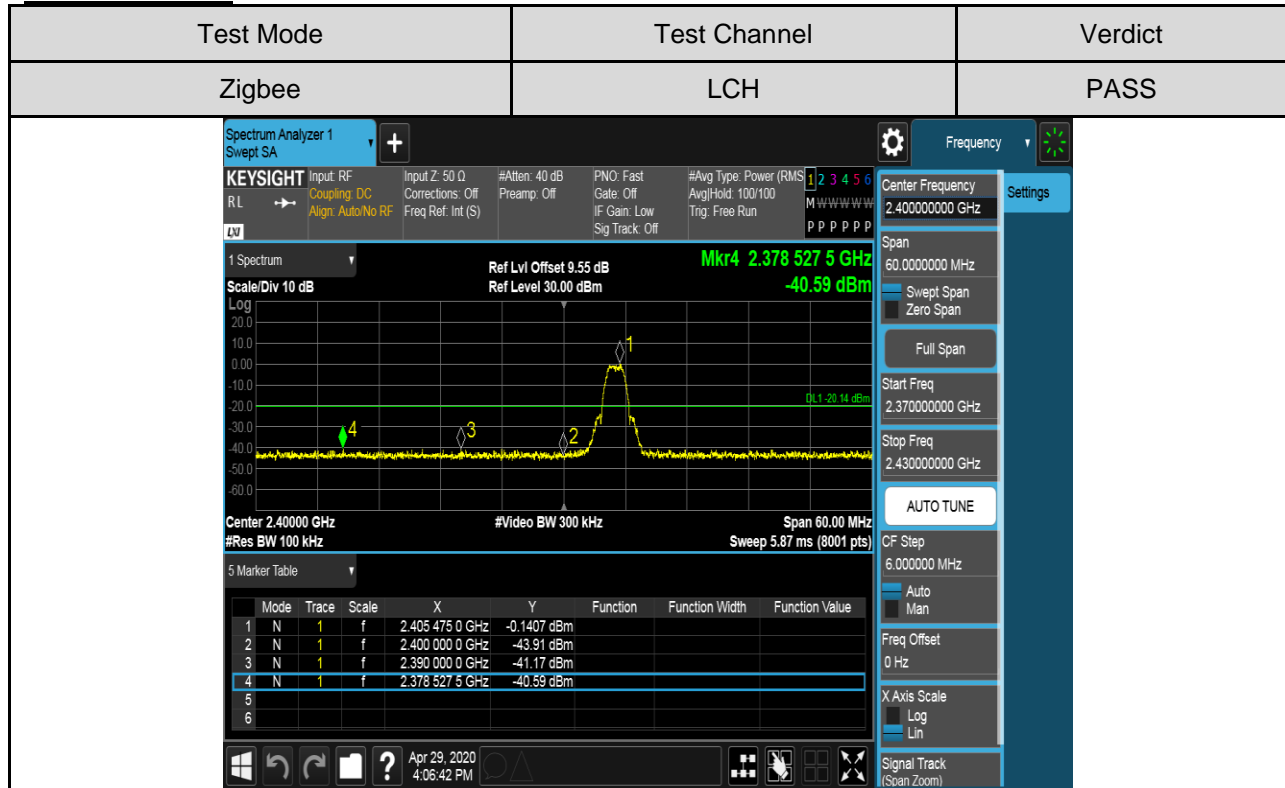 Test Mode Test Channel Verdict
Zigbee LCH PASS
Spectrum Analyzer 1
Swept SA
+
Frequency
KEYSIGHT
RL
LXI
Input: RF
Coupling: DC
Align: Auto/No RF
Input Z: 50 Ω
Corrections: Off
Freq Ref: Int (S)
#Atten: 40 dB
Preamp: Off
PNO: Fast
Gate: Off
IF Gain: Low
Sig Track: Off
#Avg Type: Power (RMS
Avg|Hold: 100/100
Trig: Free Run
1 2 3 4 5 6
M W W W W W
P P P P P P
1 Spectrum
Scale/Div 10 dB
Ref Lvl Offset 9.55 dB
Ref Level 30.00 dBm
Mkr4 2.378 527 5 GHz
-40.59 dBm
Log
20.0
10.0
0.00
-10.0
-20.0
-30.0
-40.0
-50.0
-60.0
1
DL1 -20.14 dBm
4
3
2
Center 2.40000 GHz #Video BW 300 kHz Span 60.00 MHz
#Res BW 100 kHz Sweep 5.87 ms (8001 pts)
5 Marker Table
Mode Trace Scale X Y Function Function Width Function Value
1 N 1 f 2.405 475 0 GHz -0.1407 dBm
2 N 1 f 2.400 000 0 GHz -43.91 dBm
3 N 1 f 2.390 000 0 GHz -41.17 dBm
4 N 1 f 2.378 527 5 GHz -40.59 dBm
5
6
?
Apr 29, 2020
4:06:42 PM
Center Frequency
2.400000000 GHz
Settings
Span
60.0000000 MHz
Swept Span
Zero Span
Full Span
Start Freq
2.370000000 GHz
Stop Freq
2.430000000 GHz
AUTO TUNE
CF Step
6.000000 MHz
Auto
Man
Freq Offset
0 Hz
X Axis Scale
Log
Lin
Signal Track
(Span Zoom)